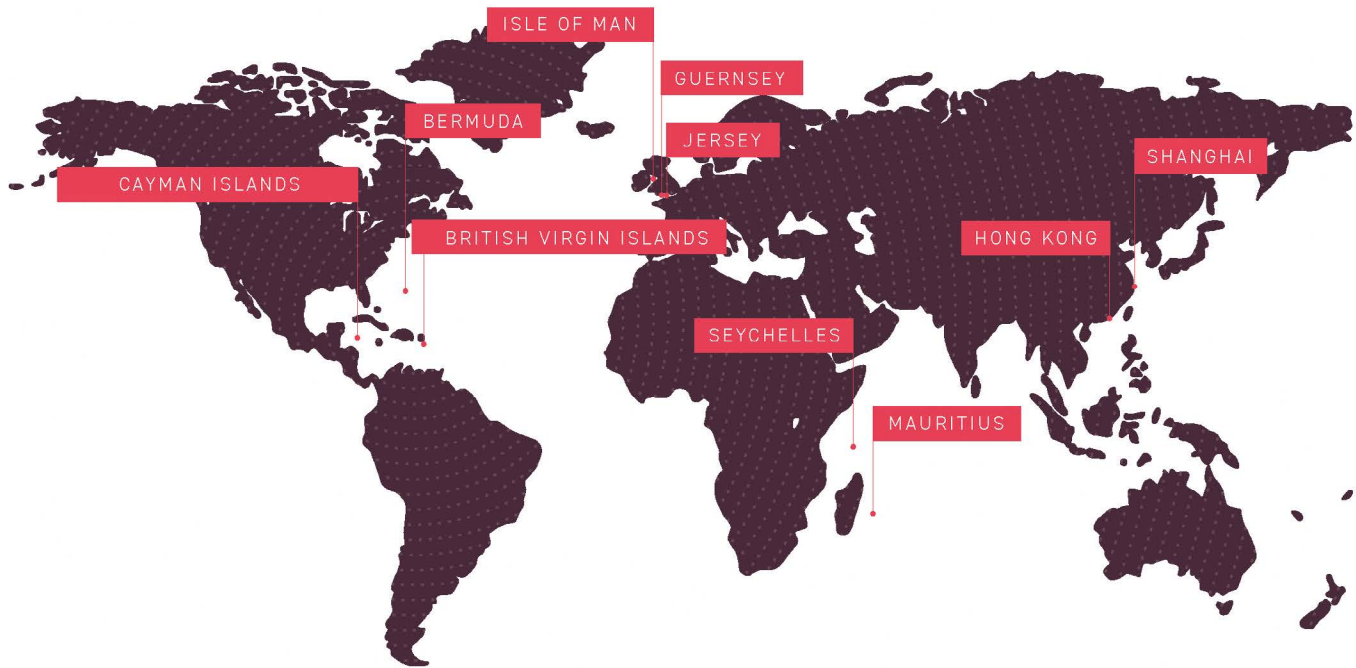 ISLE OF MAN
GUERNSEY
BERMUDA
JERSEY
SHANGHAI
CAYMAN ISLANDS
BRITISH VIRGIN ISLANDS
HONG KONG
SEYCHELLES
MAURITIUS